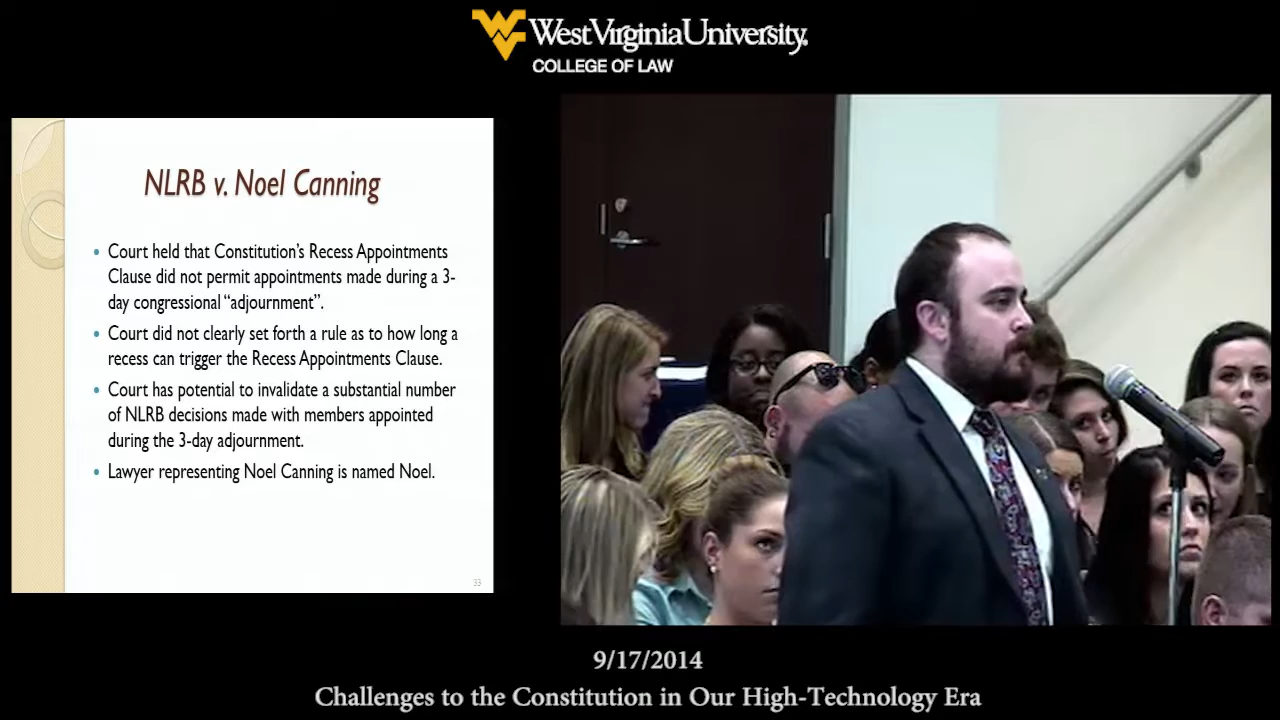 West Virginia University.
COLLEGE OF LAW
NLRB v. Noel Canning
• Court held that Constitution's Recess Appointments
Clause did not permit appointments made during a 3-
day congressional “adjournment”.
• Court did not clearly set forth a rule as to how long a
recess can trigger the Recess Appointments Clause.
• Court has potential to invalidate a substantial number
of NLRB decisions made with members appointed
during the 3-day adjournment.
• Lawyer representing Noel Canning is named Noel.
33
9/17/2014
Challenges to the Constitution in Our High-Technology Era